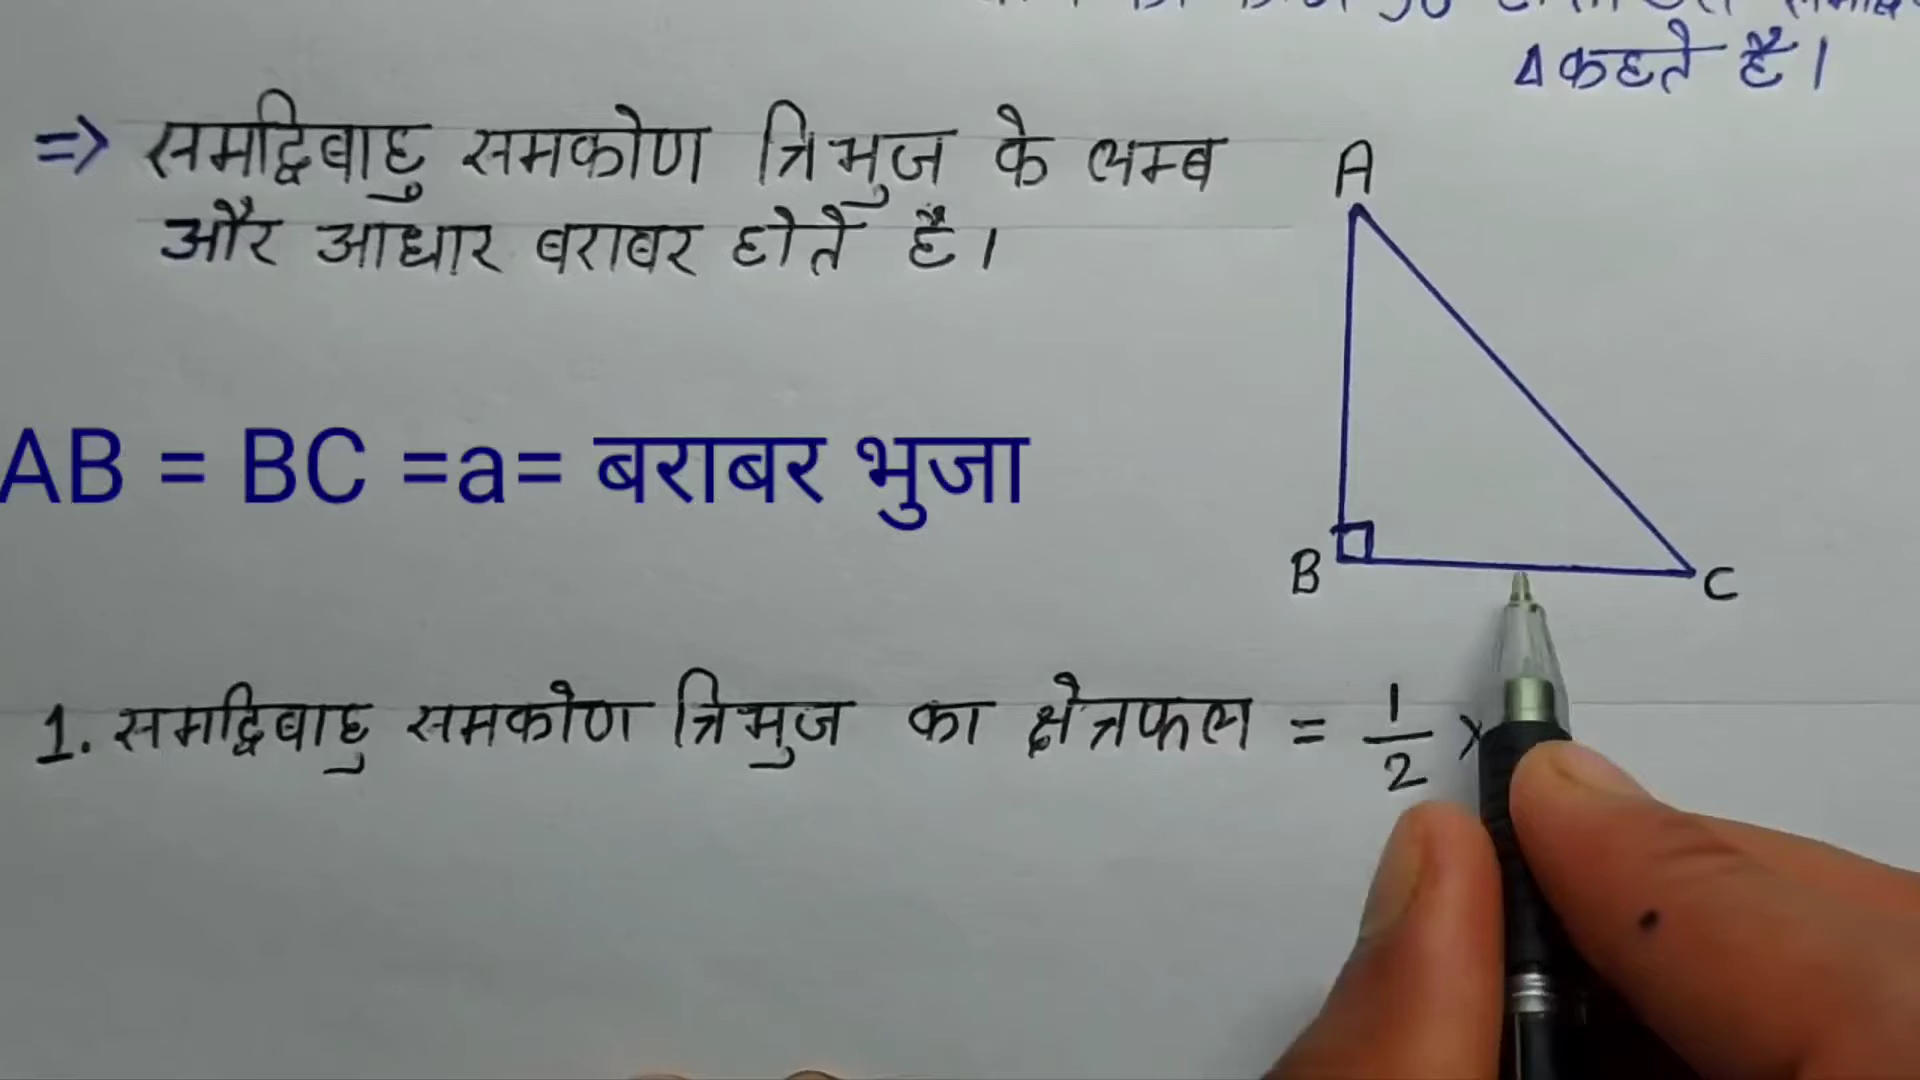 Δ कहते हैं।
=> समद्विबाहु समकोण त्रिभुज के लम्ब
और आधार बराबर होते हैं।
A
AB = BC =a= बराबर भुजा
B
C
1. समद्विबाहु समकोण त्रिभुज का क्षेत्रफल = 1/2 ×